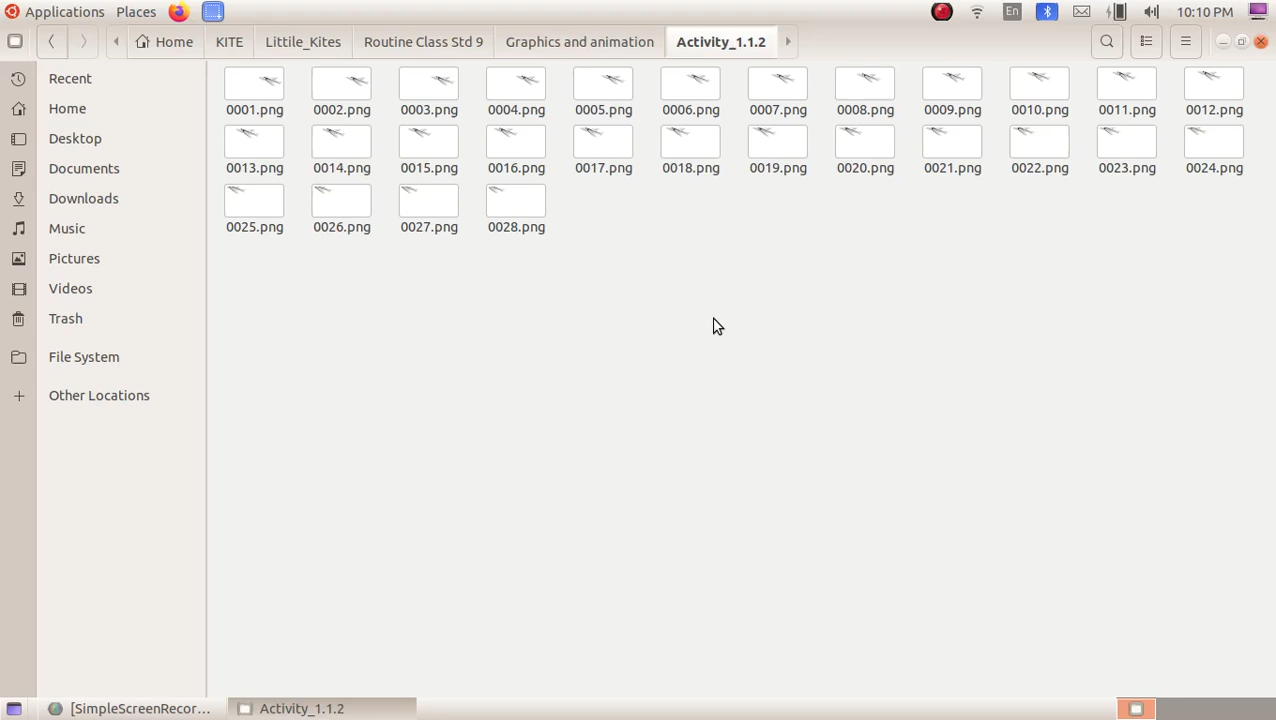 Applications Places En 10:10 PM
Home KITE Littile_Kites Routine Class Std 9 Graphics and animation Activity_1.1.2
Recent
Home
Desktop
Documents
Downloads
Music
Pictures
Videos
Trash
File System
Other Locations
0001.png 0002.png 0003.png 0004.png 0005.png 0006.png 0007.png 0008.png 0009.png 0010.png 0011.png 0012.png
0013.png 0014.png 0015.png 0016.png 0017.png 0018.png 0019.png 0020.png 0021.png 0022.png 0023.png 0024.png
0025.png 0026.png 0027.png 0028.png
[SimpleScreenRecor... Activity_1.1.2